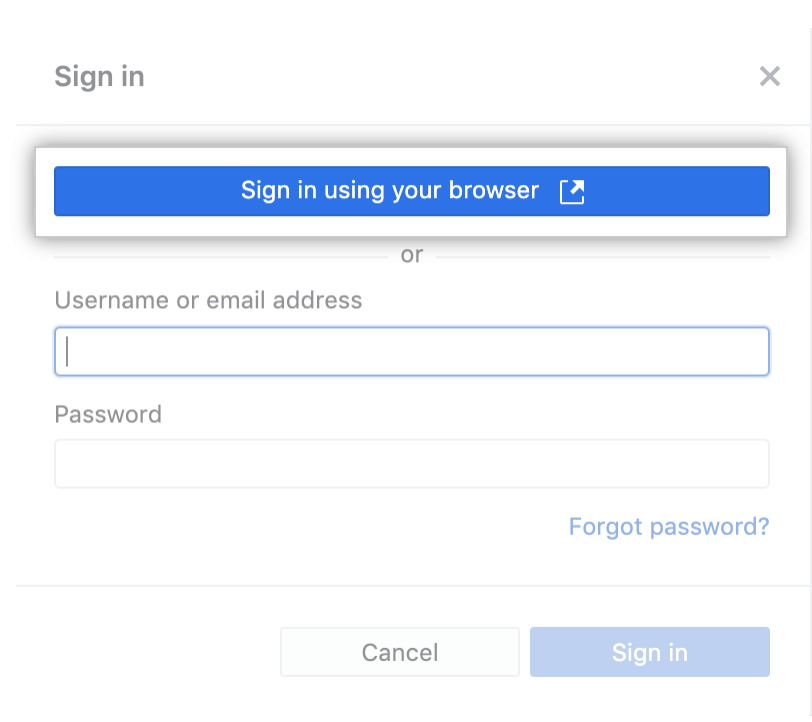 Sign in
Sign in using your browser
or
Username or email address
Password
Forgot password?
Cancel Sign in